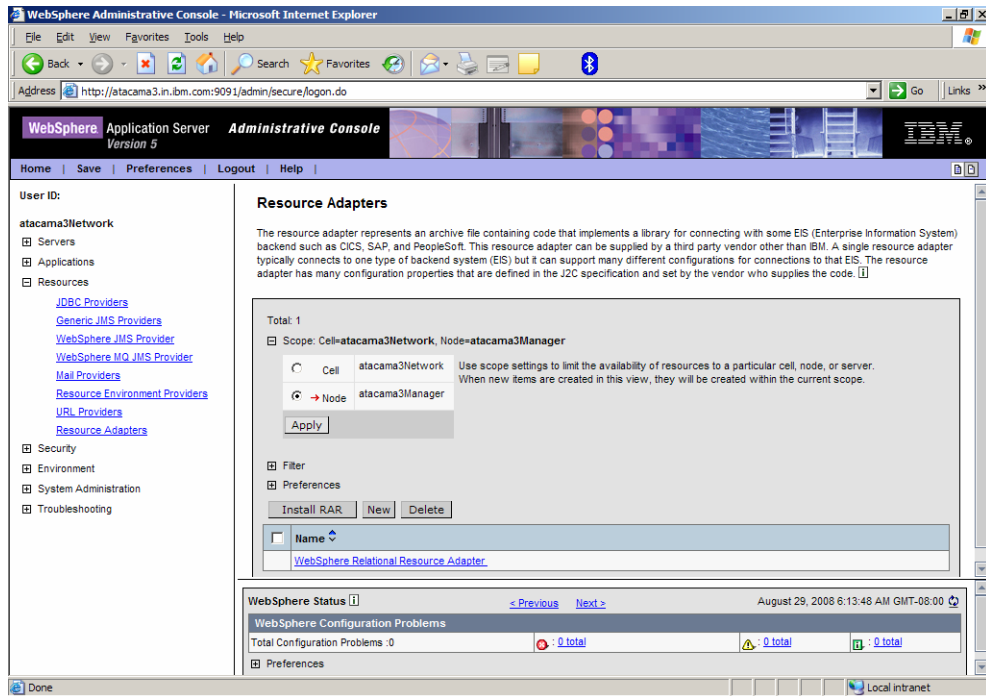 WebSphere Administrative Console - Microsoft Internet Explorer
File Edit View Favorites Tools Help
Back Search Favorites
Address http://atacama3.in.ibm.com:9091/admin/secure/logon.do Go Links »
WebSphere Application Server Administrative Console
Version 5
IBM®
Home | Save | Preferences | Logout | Help |
User ID:
atacama3Network
Servers
Applications
Resources
JDBC Providers
Generic JMS Providers
WebSphere JMS Provider
WebSphere MQ JMS Provider
Mail Providers
Resource Environment Providers
URL Providers
Resource Adapters
Security
Environment
System Administration
Troubleshooting
Resource Adapters
The resource adapter represents an archive file containing code that implements a library for connecting with some EIS (Enterprise Information System)
backend such as CICS, SAP, and PeopleSoft. This resource adapter can be supplied by a third party vendor other than IBM. A single resource adapter
typically connects to one type of backend system (EIS) but it can support many different configurations for connections to that EIS. The resource
adapter has many configuration properties that are defined in the J2C specification and set by the vendor who supplies the code. i
Total: 1
Scope: Cell=atacama3Network, Node=atacama3Manager
Cell atacama3Network
Node atacama3Manager
Use scope settings to limit the availability of resources to a particular cell, node, or server.
When new items are created in this view, they will be created within the current scope.
Apply
Filter
Preferences
Install RAR New Delete
Name
WebSphere Relational Resource Adapter
WebSphere Status i < Previous Next > August 29, 2008 6:13:48 AM GMT-08:00
WebSphere Configuration Problems
Total Configuration Problems :0 : 0 total : 0 total : 0 total
Preferences
Done Local intranet